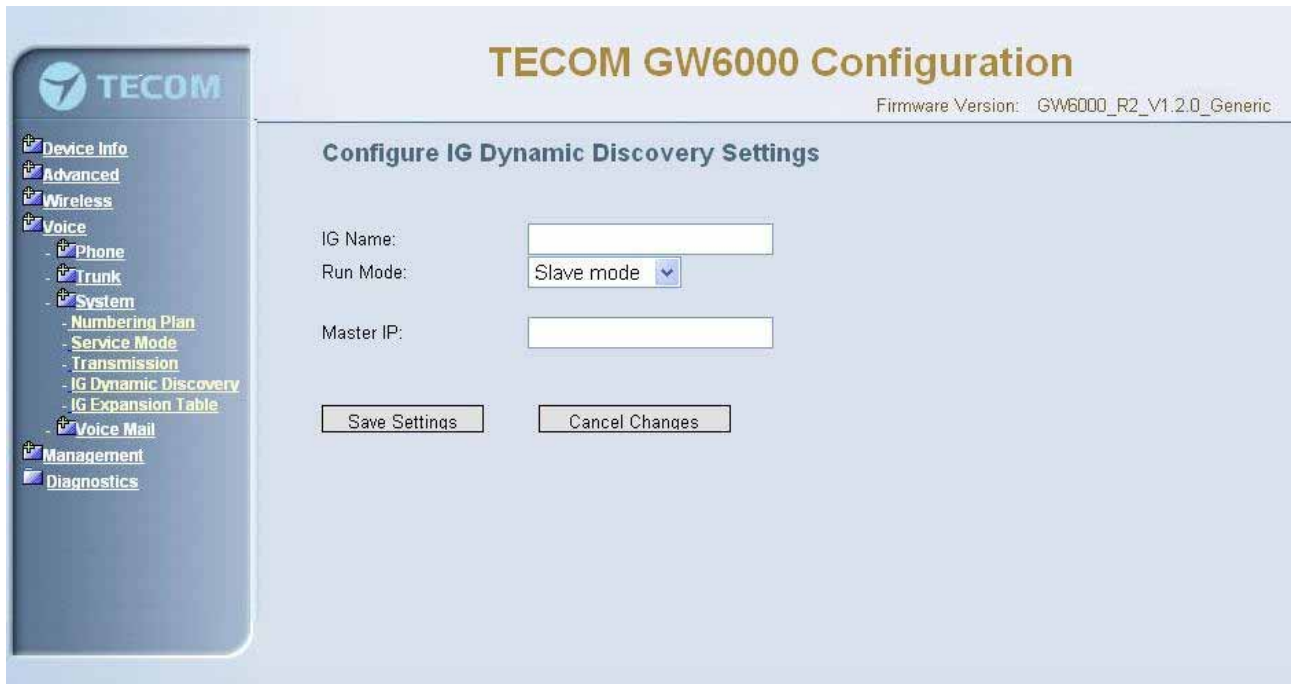 TECOM
TECOM GW6000 Configuration
Firmware Version: GW6000_R2_V1.2.0_Generic
Device Info
Advanced
Wireless
Voice
- Phone
- Trunk
- System
- Numbering Plan
- Service Mode
- Transmission
- IG Dynamic Discovery
- IG Expansion Table
- Voice Mail
Management
Diagnostics
Configure IG Dynamic Discovery Settings
IG Name:
Run Mode: Slave mode
Master IP:
Save Settings Cancel Changes